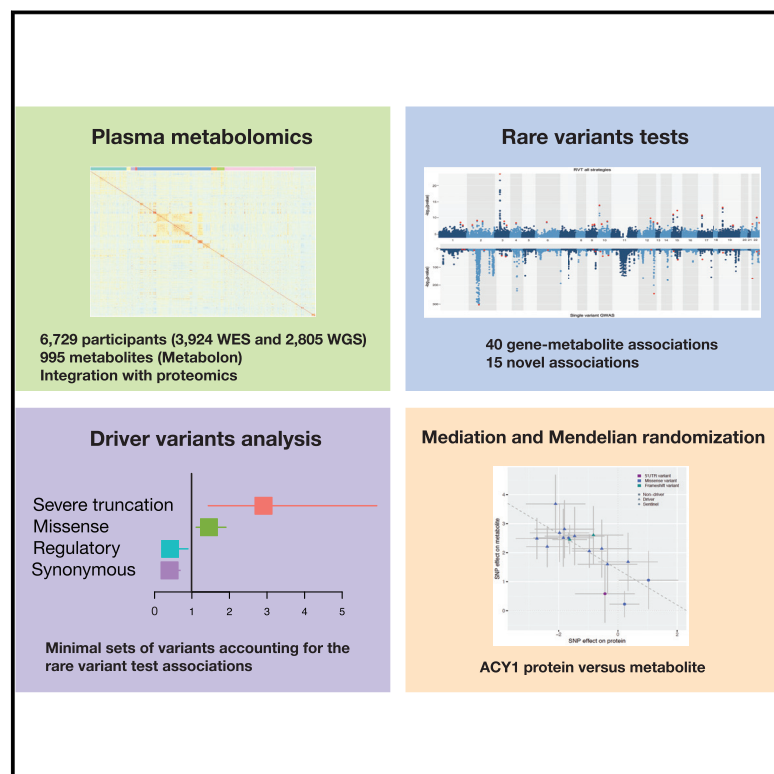 Plasma metabolomics
6,729 participants (3,924 WES and 2,805 WGS)
995 metabolites (Metabolon)
Integration with proteomics
Rare variants tests
RVT all strategies
Single-variant GWAS
40 gene-metabolite associations
15 novel associations
Driver variants analysis
Severe truncation
Missense
Regulatory
Synonymous
0 1 2 3 4 5
Minimal sets of variants accounting for the
rare variant test associations
Mediation and Mendelian randomization
5'UTR variant
Missense variant
Frameshift variant
Non-driver
Driver
Sentinel
SNP effect on metabolite
SNP effect on protein
ACY1 protein versus metabolite